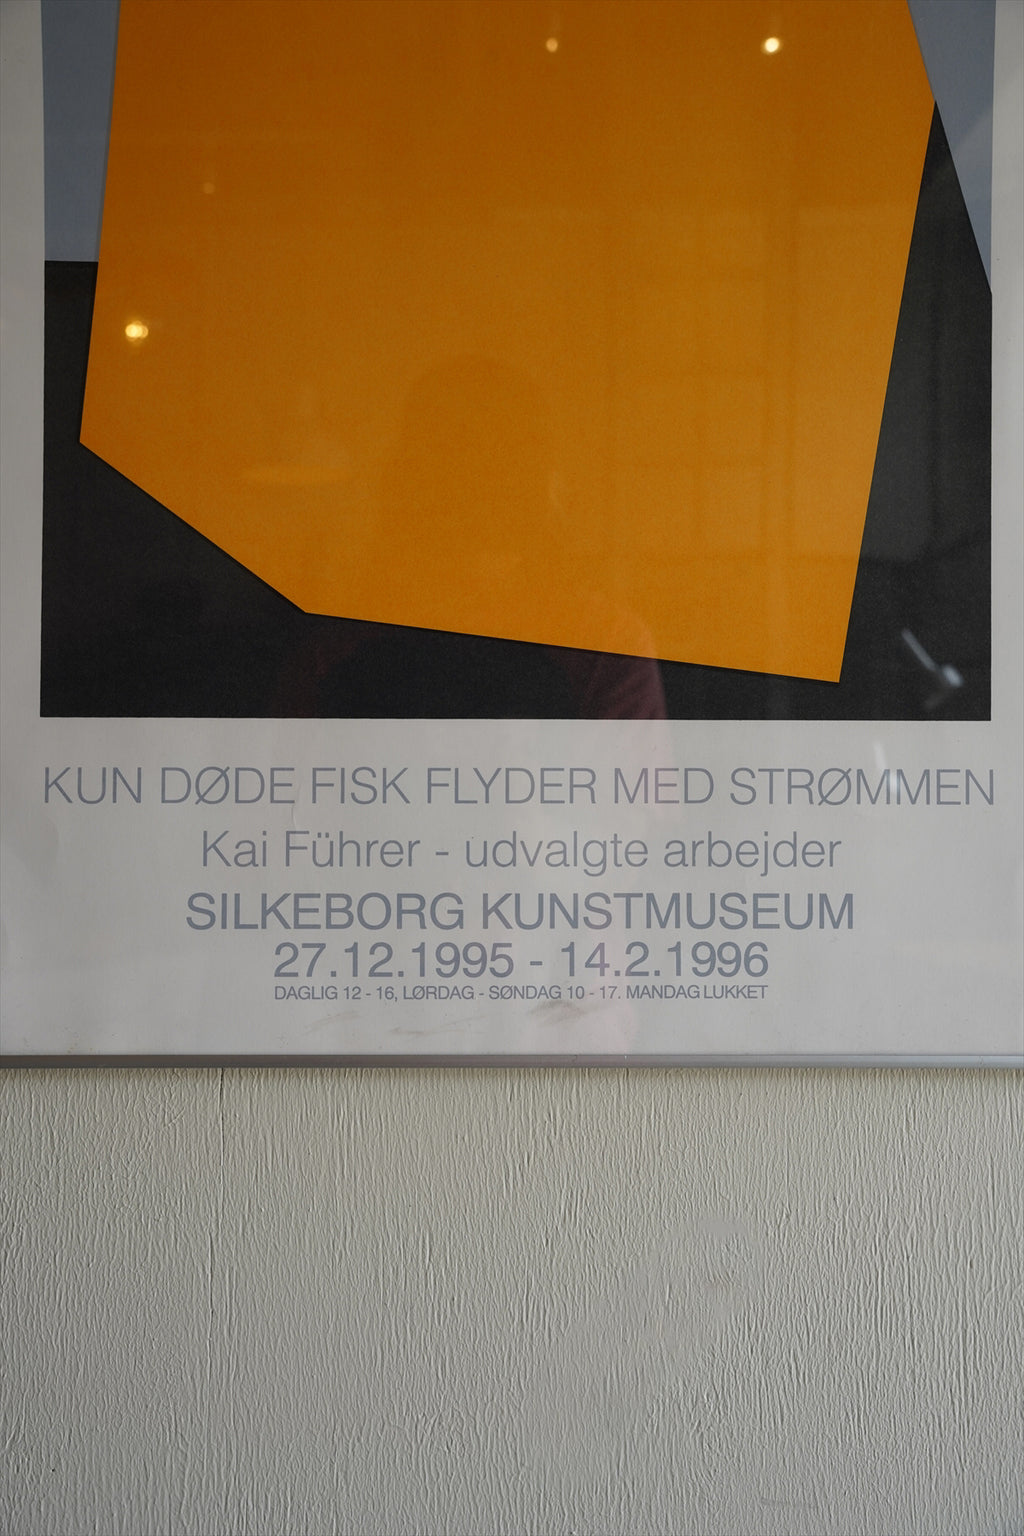 KUN DØDE FISK FLYDER MED STRØMMEN
Kai Führer - udvalgte arbejder
SILKEBORG KUNSTMUSEUM
27.12.1995 - 14.2.1996
DAGLIG 12 - 16, LØRDAG - SØNDAG 10 - 17. MANDAG LUKKET